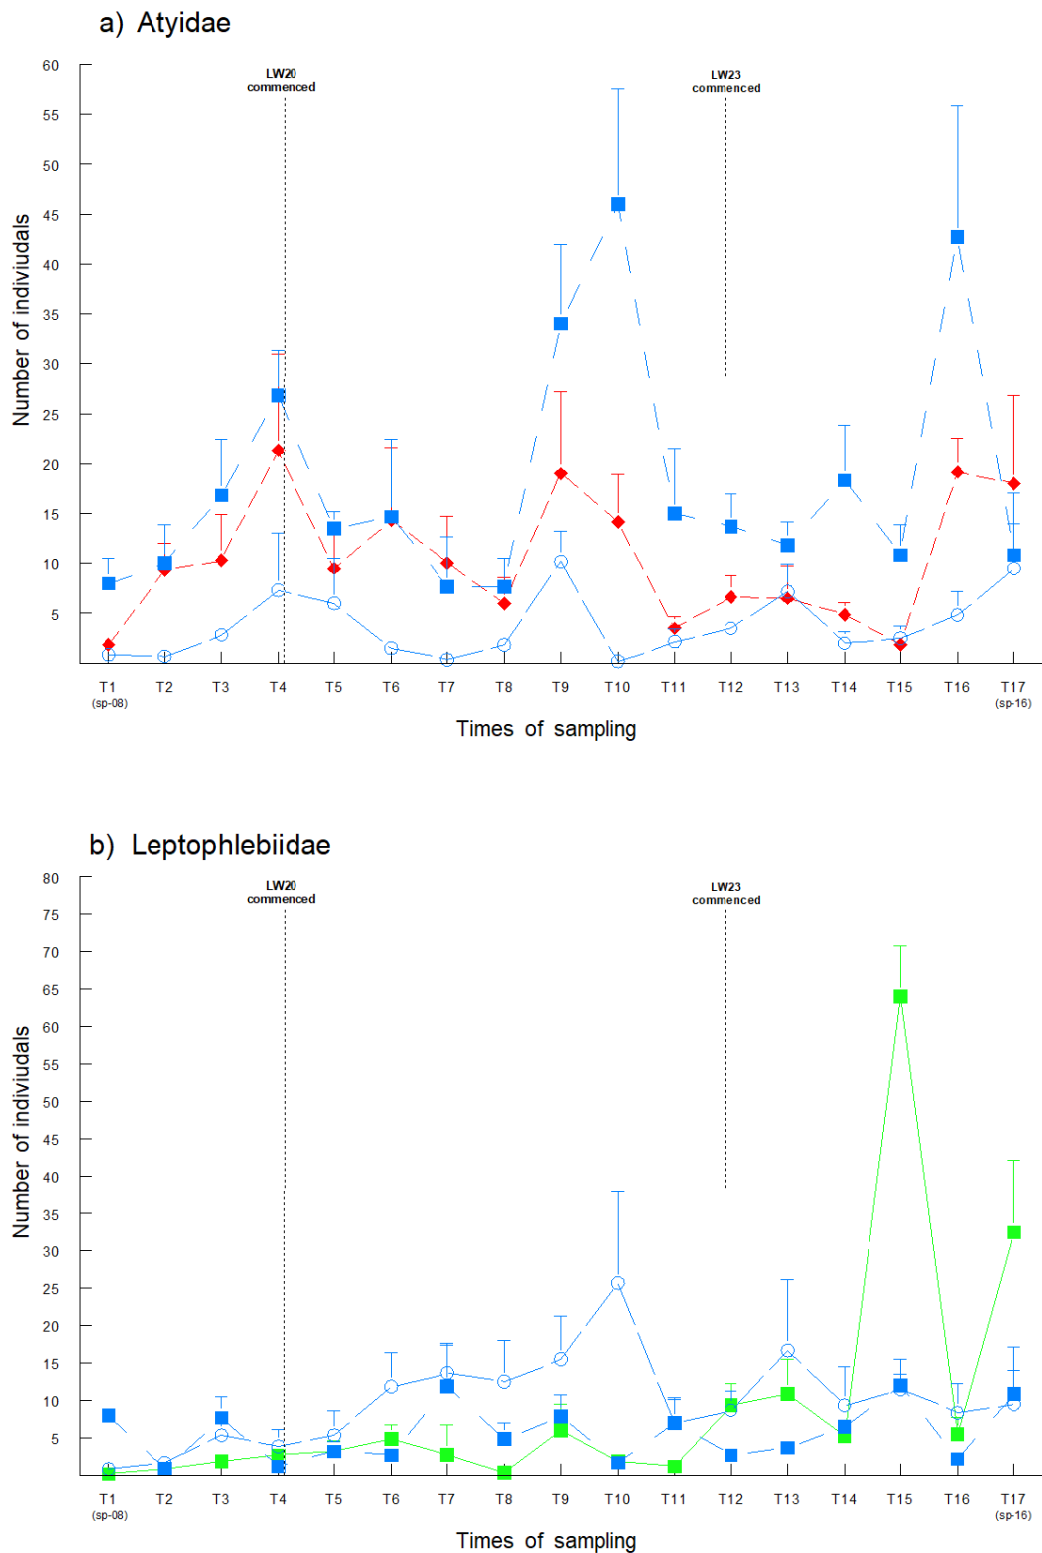 a) Atyidae
LW20
commenced
LW23
commenced
60
55
50
45
40
35
30
25
20
15
10
5
Number of indiviudals
T1 T2 T3 T4 T5 T6 T7 T8 T9 T10 T11 T12 T13 T14 T15 T16 T17
(sp-08) (sp-16)
Times of sampling
b) Leptophlebiidae
LW20
commenced
LW23
commenced
80
75
70
65
60
55
50
45
40
35
30
25
20
15
10
5
Number of indiviudals
T1 T2 T3 T4 T5 T6 T7 T8 T9 T10 T11 T12 T13 T14 T15 T16 T17
(sp-08) (sp-16)
Times of sampling